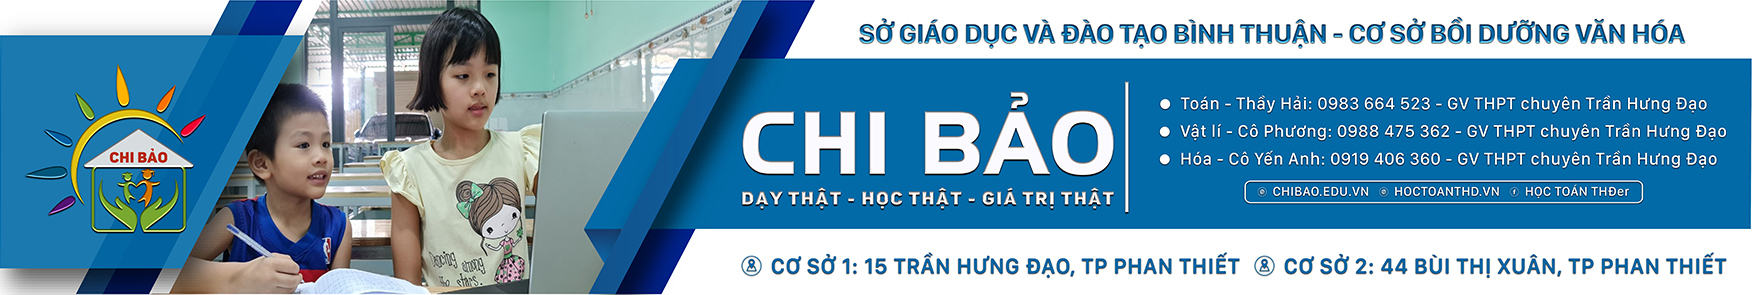 SỞ GIÁO DỤC VÀ ĐÀO TẠO BÌNH THUẬN - CƠ SỞ BỒI DƯỠNG VĂN HÓA
CHI BẢO
CHI BẢO
DẠY THẬT - HỌC THẬT - GIÁ TRỊ THẬT
Toán - Thầy Hải: 0983 664 523 - GV THPT chuyên Trần Hưng Đạo
Vật lí - Cô Phương: 0988 475 362 - GV THPT chuyên Trần Hưng Đạo
Hóa - Cô Yến Anh: 0919 406 360 - GV THPT chuyên Trần Hưng Đạo
CHIBAO.EDU.VN HOCTOANTHD.VN HỌC TOÁN THĐer
Dancing among the stars.
CƠ SỞ 1: 15 TRẦN HƯNG ĐẠO, TP PHAN THIẾT CƠ SỞ 2: 44 BÙI THỊ XUÂN, TP PHAN THIẾT